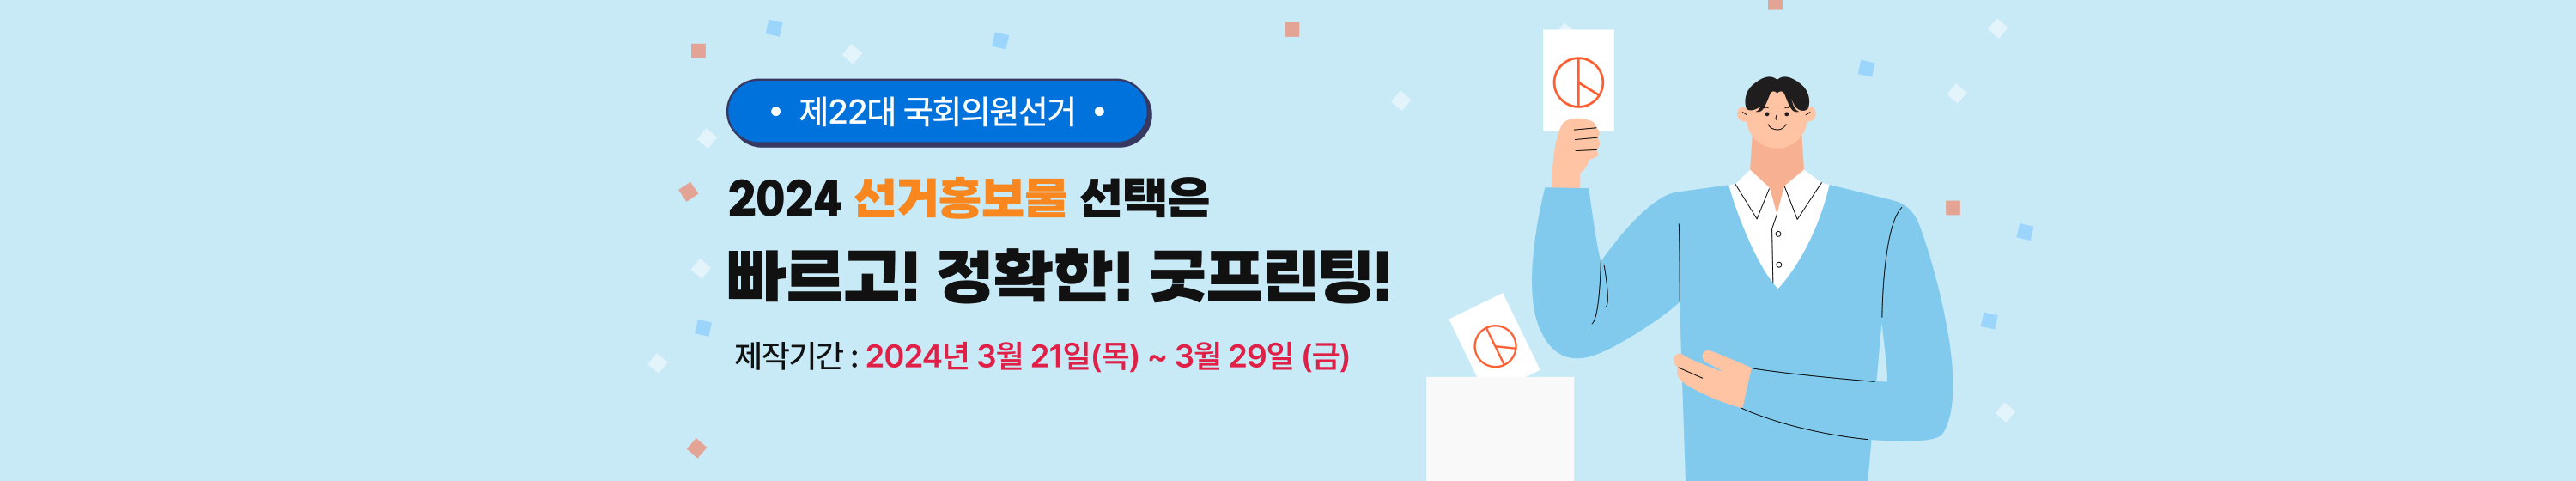 • 제22대 국회의원선거 •
2024 선거홍보물 선택은
빠르고! 정확한! 굿프린팅!
제작기간 : 2024년 3월 21일(목) ~ 3월 29일 (금)